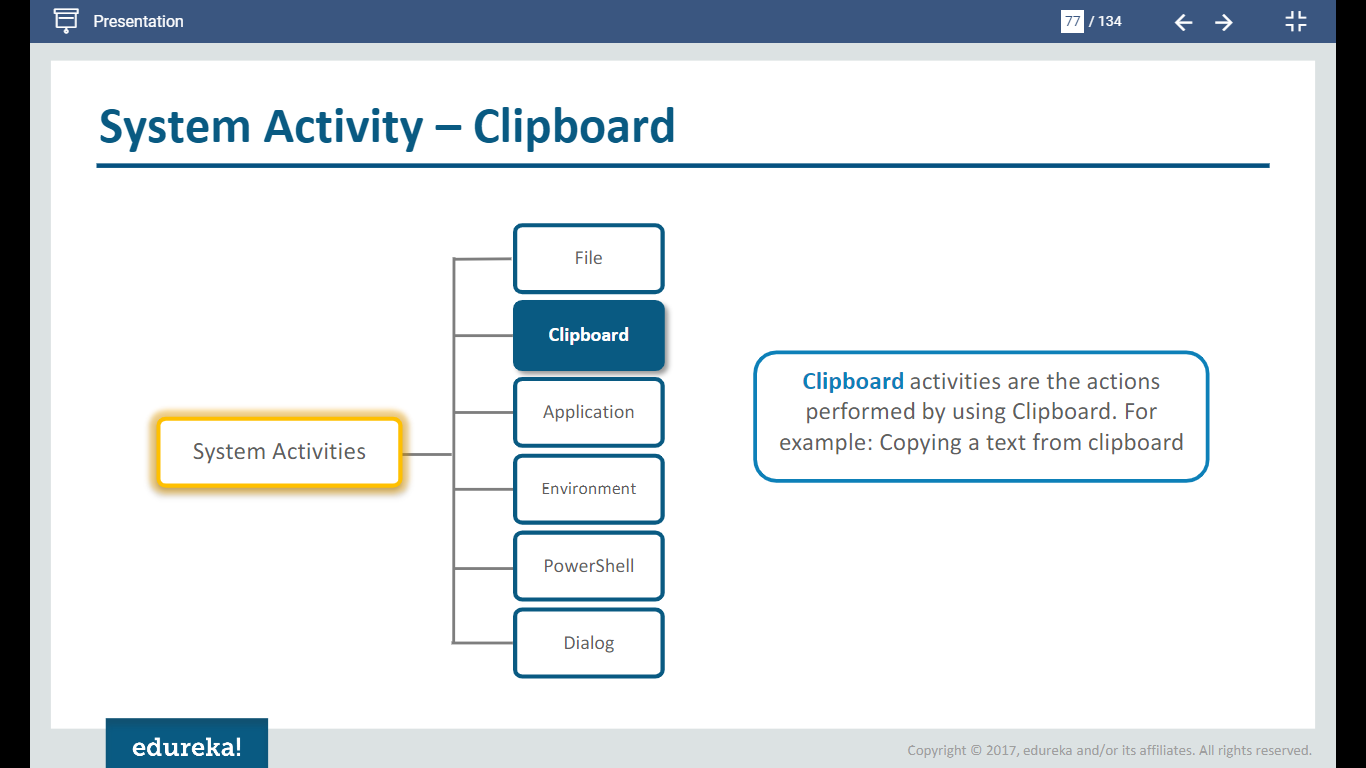 Presentation
77 / 134
System Activity – Clipboard
File
Clipboard
Application
System Activities
Environment
PowerShell
Dialog
Clipboard activities are the actions
performed by using Clipboard. For
example: Copying a text from clipboard
edureka!
Copyright © 2017, edureka and/or its affiliates. All rights reserved.